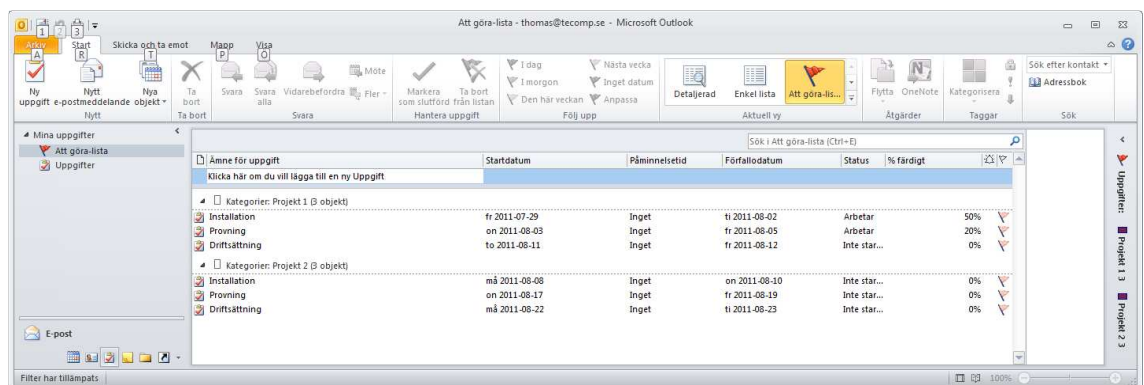 Att göra-lista - thomas@tecomp.se - Microsoft Outlook
1 2 3
Arkiv Start Skicka och ta emot Mapp Visa
A R T P O
Ny uppgift
Nytt e-postmeddelande
Nya objekt
Nytt
Ta bort
Ta bort
Svara
Svara alla
Vidarebefordra
Möte
Fler
Svara
Markera som slutförd
Ta bort från listan
Hantera uppgift
I dag
I morgon
Den här veckan
Nästa vecka
Inget datum
Anpassa
Följ upp
Detaljerad
Enkel lista
Att göra-lis...
Aktuell vy
Flytta
OneNote
Åtgärder
Kategorisera
Taggar
Sök efter kontakt
Adressbok
Sök
Mina uppgifter
Att göra-lista
Uppgifter
E-post
Sök i Att göra-lista (Ctrl+E)
Ämne för uppgift Startdatum Påminnelsetid Förfallodatum Status % färdigt
Klicka här om du vill lägga till en ny Uppgift
Kategorier: Projekt 1 (3 objekt)
Installation fr 2011-07-29 Inget ti 2011-08-02 Arbetar 50%
Provning on 2011-08-03 Inget fr 2011-08-05 Arbetar 20%
Driftsättning to 2011-08-11 Inget fr 2011-08-12 Inte star... 0%
Kategorier: Projekt 2 (3 objekt)
Installation må 2011-08-08 Inget on 2011-08-10 Inte star... 0%
Provning on 2011-08-17 Inget fr 2011-08-19 Inte star... 0%
Driftsättning må 2011-08-22 Inget ti 2011-08-23 Inte star... 0%
Uppgifter: Projekt 1 3 Projekt 2 3
Filter har tillämpats
100%